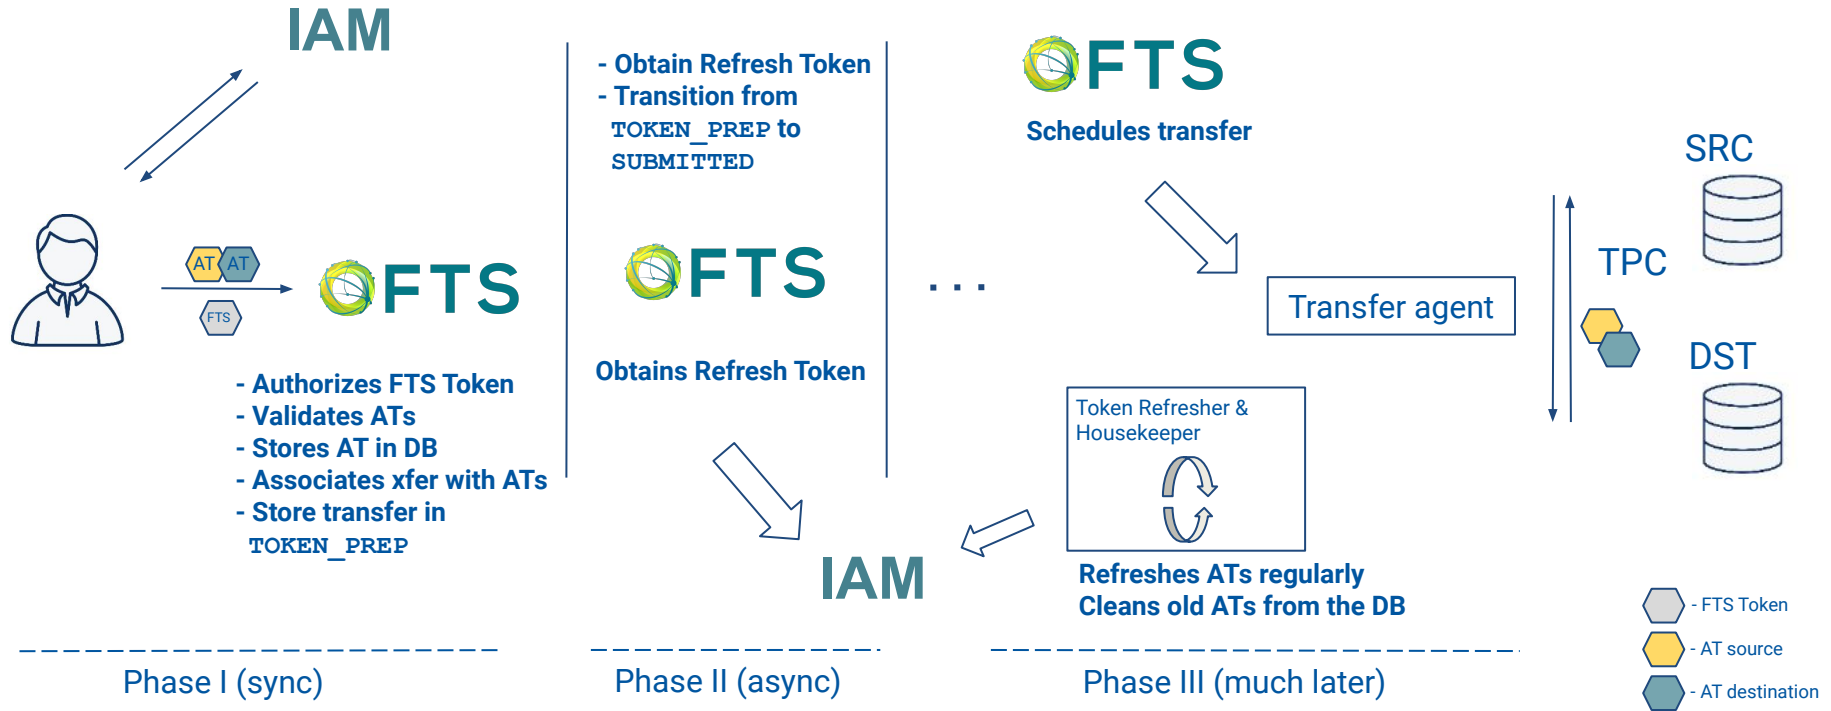 IAM
AT AT
FTS
FTS
- Authorizes FTS Token
- Validates ATs
- Stores AT in DB
- Associates xfer with ATs
- Store transfer in
TOKEN_PREP
Phase I (sync)
- Obtain Refresh Token
- Transition from
TOKEN_PREP to
SUBMITTED
FTS
Obtains Refresh Token
IAM
Phase II (async)
...
FTS
Schedules transfer
Transfer agent
Token Refresher &
Housekeeper
Refreshes ATs regularly
Cleans old ATs from the DB
Phase III (much later)
SRC
TPC
DST
- FTS Token
- AT source
- AT destination